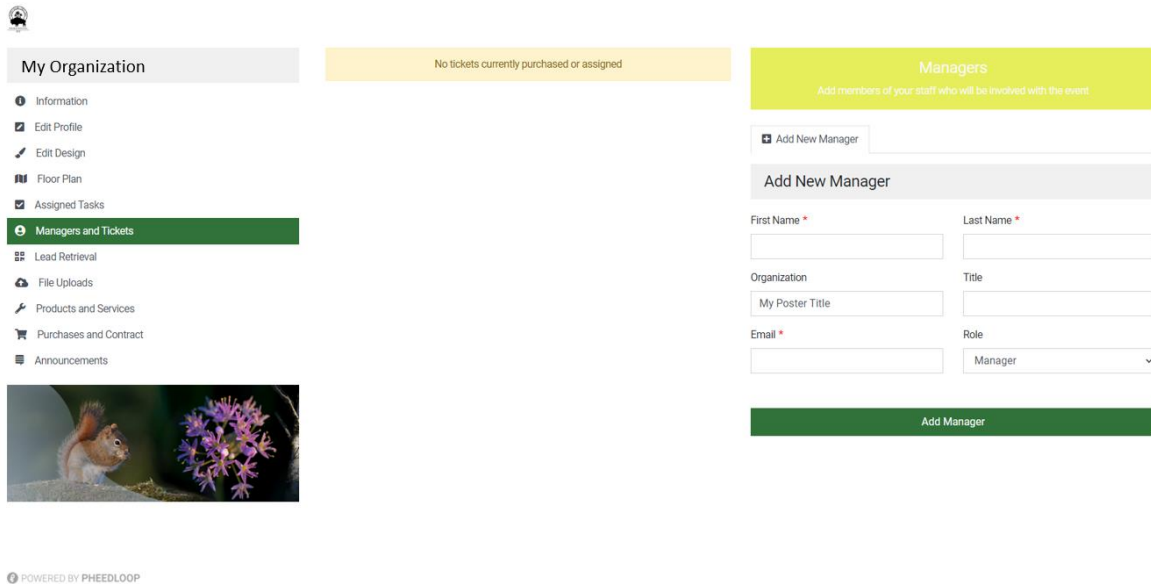 My Organization
Information
Edit Profile
Edit Design
Floor Plan
Assigned Tasks
Managers and Tickets
Lead Retrieval
File Uploads
Products and Services
Purchases and Contract
Announcements
No tickets currently purchased or assigned
Managers
Add members of your staff who will be involved with the event
Add New Manager
Add New Manager
First Name * Last Name *
Organization Title
My Poster Title
Email * Role
Manager
Add Manager
POWERED BY PHEEDLOOP